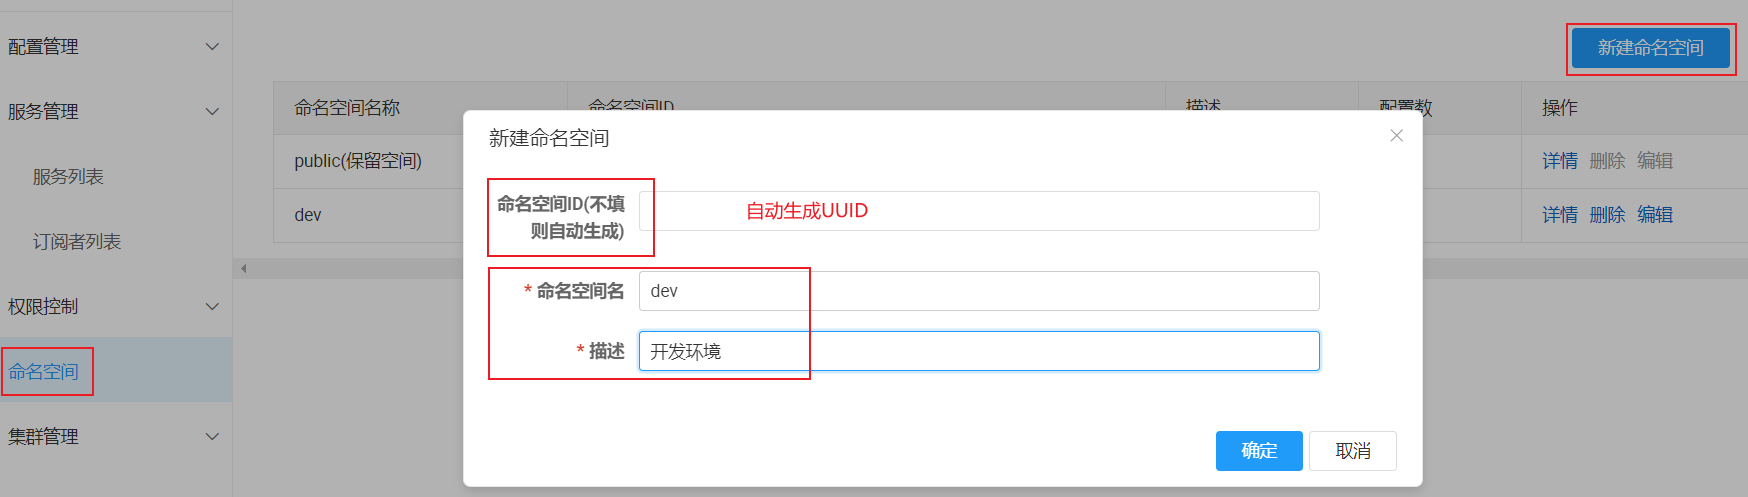 配置管理
服务管理
服务列表
订阅者列表
权限控制
命名空间
集群管理
新建命名空间
命名空间名称 命名空间ID 描述 配置数 操作
public(保留空间) 详情 删除 编辑
dev 详情 删除 编辑
新建命名空间
命名空间ID(不填
则自动生成)
自动生成UUID
* 命名空间名 dev
* 描述 开发环境
确定 取消